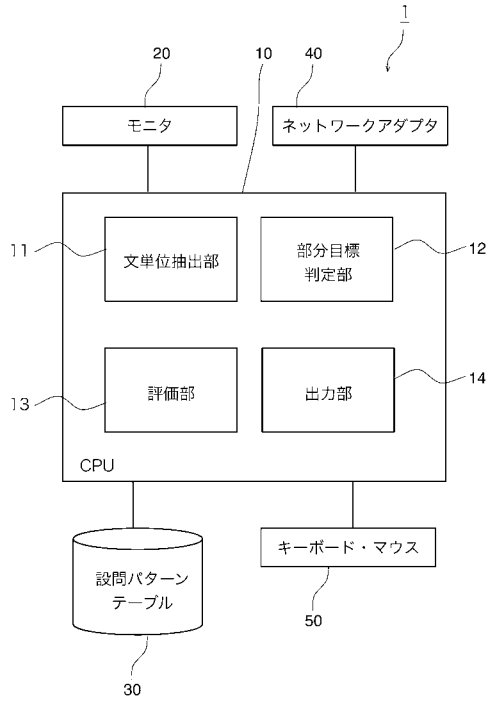 1
20
10
40
モニタ
ネットワークアダプタ
11
文単位抽出部
部分目標
判定部
12
13
評価部
出力部
14
CPU
設問パターン
テーブル
キーボード・マウス
50
30